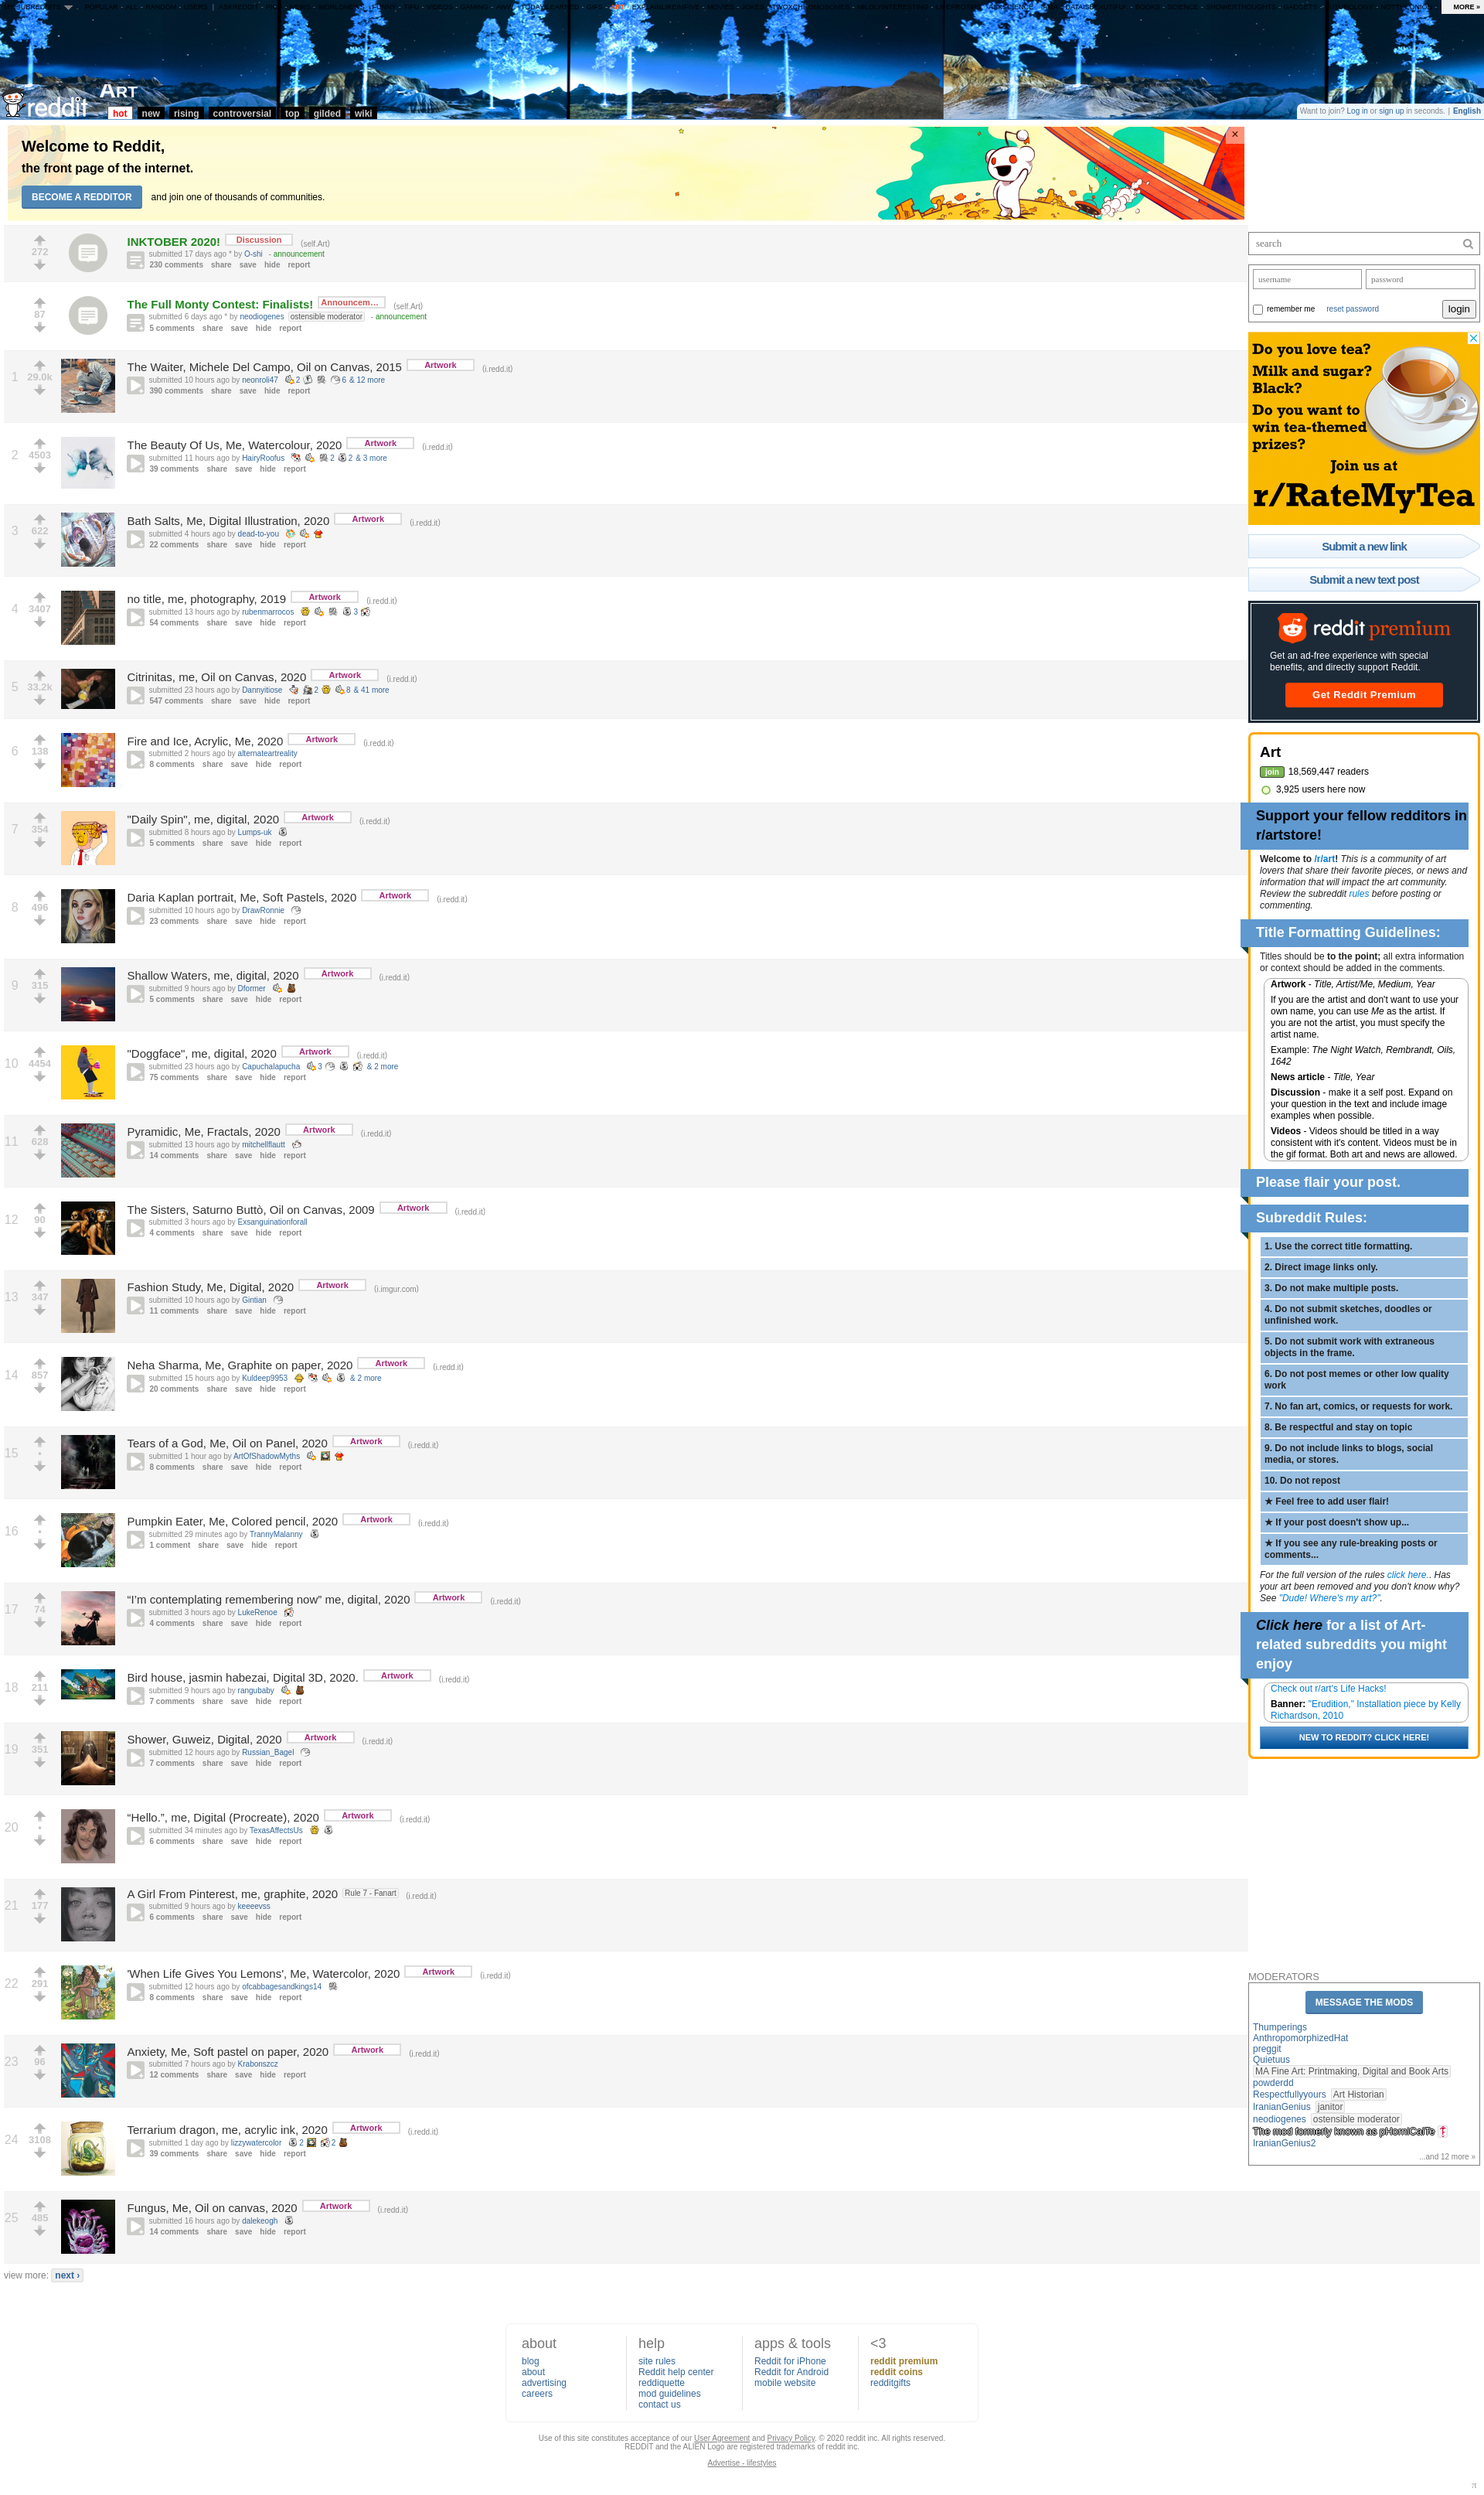 MORE »
ART
reddit
hot new rising controversial top gilded wiki
Want to join? Log in or sign up in seconds. | English
Welcome to Reddit,
the front page of the internet.
BECOME A REDDITOR and join one of thousands of communities.
×
272
INKTOBER 2020! Discussion (self.Art)
submitted 17 days ago * by O-shi - announcement
230 comments share save hide report
87
The Full Monty Contest: Finalists! Announcem… (self.Art)
submitted 6 days ago * by neodiogenes ostensible moderator - announcement
5 comments share save hide report
1 29.0k
The Waiter, Michele Del Campo, Oil on Canvas, 2015 Artwork (i.redd.it)
submitted 10 hours ago by neonroli47 2 6 & 12 more
390 comments share save hide report
2 4503
The Beauty Of Us, Me, Watercolour, 2020 Artwork (i.redd.it)
submitted 11 hours ago by HairyRoofus 2 2 & 3 more
39 comments share save hide report
3 622
Bath Salts, Me, Digital Illustration, 2020 Artwork (i.redd.it)
submitted 4 hours ago by dead-to-you
22 comments share save hide report
4 3407
no title, me, photography, 2019 Artwork (i.redd.it)
submitted 13 hours ago by rubenmarrocos 3
54 comments share save hide report
5 33.2k
Citrinitas, me, Oil on Canvas, 2020 Artwork (i.redd.it)
submitted 23 hours ago by Dannyitiose 2 8 & 41 more
547 comments share save hide report
6 138
Fire and Ice, Acrylic, Me, 2020 Artwork (i.redd.it)
submitted 2 hours ago by alternateartreality
8 comments share save hide report
7 354
"Daily Spin", me, digital, 2020 Artwork (i.redd.it)
submitted 8 hours ago by Lumps-uk
5 comments share save hide report
8 496
Daria Kaplan portrait, Me, Soft Pastels, 2020 Artwork (i.redd.it)
submitted 10 hours ago by DrawRonnie
23 comments share save hide report
9 315
Shallow Waters, me, digital, 2020 Artwork (i.redd.it)
submitted 9 hours ago by Dformer
5 comments share save hide report
10 4454
"Doggface", me, digital, 2020 Artwork (i.redd.it)
submitted 23 hours ago by Capuchalapucha 3 & 2 more
75 comments share save hide report
11 628
Pyramidic, Me, Fractals, 2020 Artwork (i.redd.it)
submitted 13 hours ago by mitchellflautt
14 comments share save hide report
12 90
The Sisters, Saturno Buttò, Oil on Canvas, 2009 Artwork (i.redd.it)
submitted 3 hours ago by Exsanguinationforall
4 comments share save hide report
13 347
Fashion Study, Me, Digital, 2020 Artwork (i.imgur.com)
submitted 10 hours ago by Gintian
11 comments share save hide report
14 857
Neha Sharma, Me, Graphite on paper, 2020 Artwork (i.redd.it)
submitted 15 hours ago by Kuldeep9953 & 2 more
20 comments share save hide report
15 •
Tears of a God, Me, Oil on Panel, 2020 Artwork (i.redd.it)
submitted 1 hour ago by ArtOfShadowMyths
8 comments share save hide report
16 •
Pumpkin Eater, Me, Colored pencil, 2020 Artwork (i.redd.it)
submitted 29 minutes ago by TrannyMalanny
1 comment share save hide report
17 74
“I’m contemplating remembering now” me, digital, 2020 Artwork (i.redd.it)
submitted 3 hours ago by LukeRenoe
4 comments share save hide report
18 211
Bird house, jasmin habezai, Digital 3D, 2020. Artwork (i.redd.it)
submitted 9 hours ago by rangubaby
7 comments share save hide report
19 351
Shower, Guweiz, Digital, 2020 Artwork (i.redd.it)
submitted 12 hours ago by Russian_Bagel
7 comments share save hide report
20 •
“Hello.”, me, Digital (Procreate), 2020 Artwork (i.redd.it)
submitted 34 minutes ago by TexasAffectsUs
6 comments share save hide report
21 177
A Girl From Pinterest, me, graphite, 2020 Rule 7 - Fanart (i.redd.it)
submitted 9 hours ago by keeeevss
6 comments share save hide report
22 291
'When Life Gives You Lemons', Me, Watercolor, 2020 Artwork (i.redd.it)
submitted 12 hours ago by ofcabbagesandkings14
8 comments share save hide report
23 96
Anxiety, Me, Soft pastel on paper, 2020 Artwork (i.redd.it)
submitted 7 hours ago by Krabonszcz
12 comments share save hide report
24 3108
Terrarium dragon, me, acrylic ink, 2020 Artwork (i.redd.it)
submitted 1 day ago by lizzywatercolor 2 2
39 comments share save hide report
25 485
Fungus, Me, Oil on canvas, 2020 Artwork (i.redd.it)
submitted 16 hours ago by dalekeogh
14 comments share save hide report
view more: next ›
search
username password
remember me reset password login
Do you love tea?
Milk and sugar?
Black?
Do you want to
win tea-themed
prizes?
Join us at
r/RateMyTea
Submit a new link
Submit a new text post
reddit premium
Get an ad-free experience with special
benefits, and directly support Reddit.
Get Reddit Premium
Art
join 18,569,447 readers
3,925 users here now
Support your fellow redditors in
r/artstore!
Welcome to /r/art! This is a community of art
lovers that share their favorite pieces, or news and
information that will impact the art community.
Review the subreddit rules before posting or
commenting.
Title Formatting Guidelines:
Titles should be to the point; all extra information
or context should be added in the comments.
Artwork - Title, Artist/Me, Medium, Year
If you are the artist and don't want to use your
own name, you can use Me as the artist. If
you are not the artist, you must specify the
artist name.
Example: The Night Watch, Rembrandt, Oils,
1642
News article - Title, Year
Discussion - make it a self post. Expand on
your question in the text and include image
examples when possible.
Videos - Videos should be titled in a way
consistent with it's content. Videos must be in
the gif format. Both art and news are allowed.
Please flair your post.
Subreddit Rules:
1. Use the correct title formatting.
2. Direct image links only.
3. Do not make multiple posts.
4. Do not submit sketches, doodles or
unfinished work.
5. Do not submit work with extraneous
objects in the frame.
6. Do not post memes or other low quality
work
7. No fan art, comics, or requests for work.
8. Be respectful and stay on topic
9. Do not include links to blogs, social
media, or stores.
10. Do not repost
★ Feel free to add user flair!
★ If your post doesn't show up...
★ If you see any rule-breaking posts or
comments...
For the full version of the rules click here.. Has
your art been removed and you don't know why?
See "Dude! Where's my art?".
Click here for a list of Art-
related subreddits you might
enjoy
Check out r/art's Life Hacks!
Banner: "Erudition," Installation piece by Kelly
Richardson, 2010
NEW TO REDDIT? CLICK HERE!
MODERATORS
MESSAGE THE MODS
Thumperings
AnthropomorphizedHat
preggit
Quietuus
MA Fine Art: Printmaking, Digital and Book Arts
powderdd
Respectfullyyours Art Historian
IranianGenius janitor
neodiogenes ostensible moderator
The mod formerly known as pHorniCaiTe
IranianGenius2
...and 12 more »
about
blog
about
advertising
careers
help
site rules
Reddit help center
reddiquette
mod guidelines
contact us
apps & tools
Reddit for iPhone
Reddit for Android
mobile website
<3
reddit premium
reddit coins
redditgifts
Use of this site constitutes acceptance of our User Agreement and Privacy Policy. © 2020 reddit inc. All rights reserved.
REDDIT and the ALIEN Logo are registered trademarks of reddit inc.
Advertise - lifestyles
π